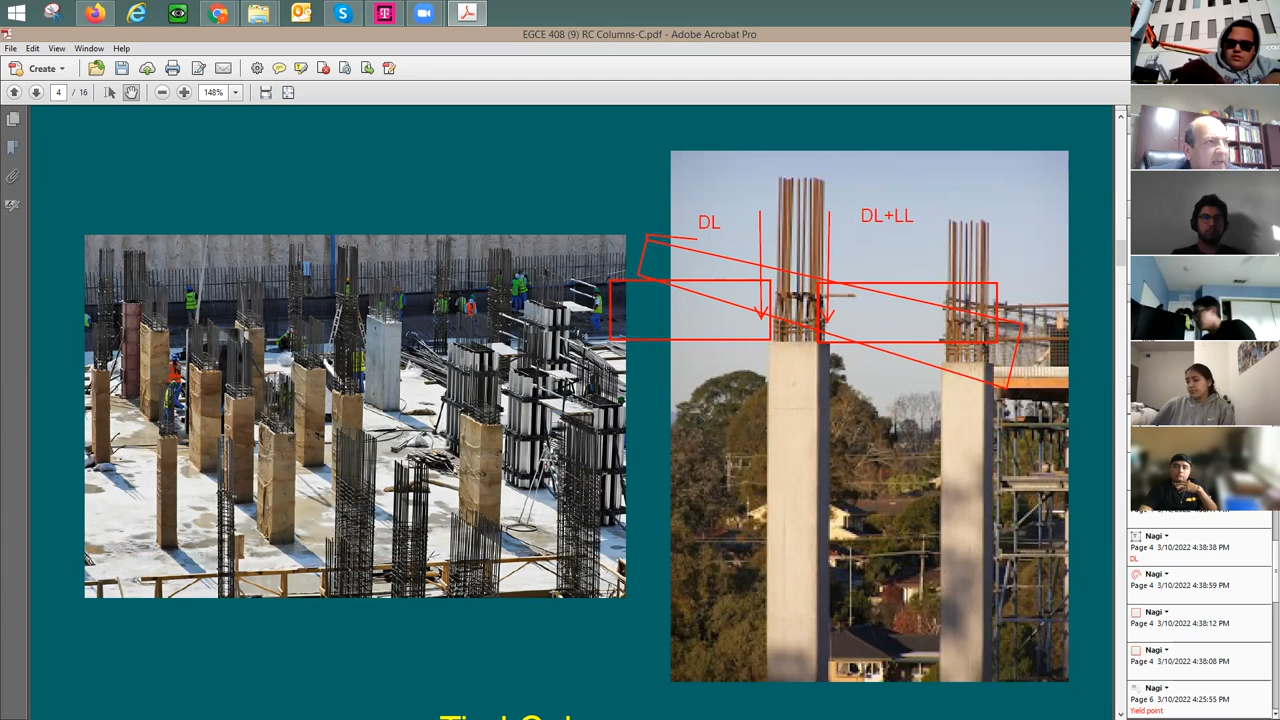 EGCE 408 (9) RC Columns-C.pdf - Adobe Acrobat Pro
File Edit View Window Help
Create
4 / 16 148%
DL
DL+LL
Nagi
Page 4 3/10/2022 4:38:38 PM
DL
Nagi
Page 4 3/10/2022 4:38:59 PM
Nagi
Page 4 3/10/2022 4:38:12 PM
Nagi
Page 4 3/10/2022 4:38:08 PM
Nagi
Page 6 3/10/2022 4:25:55 PM
Yield point